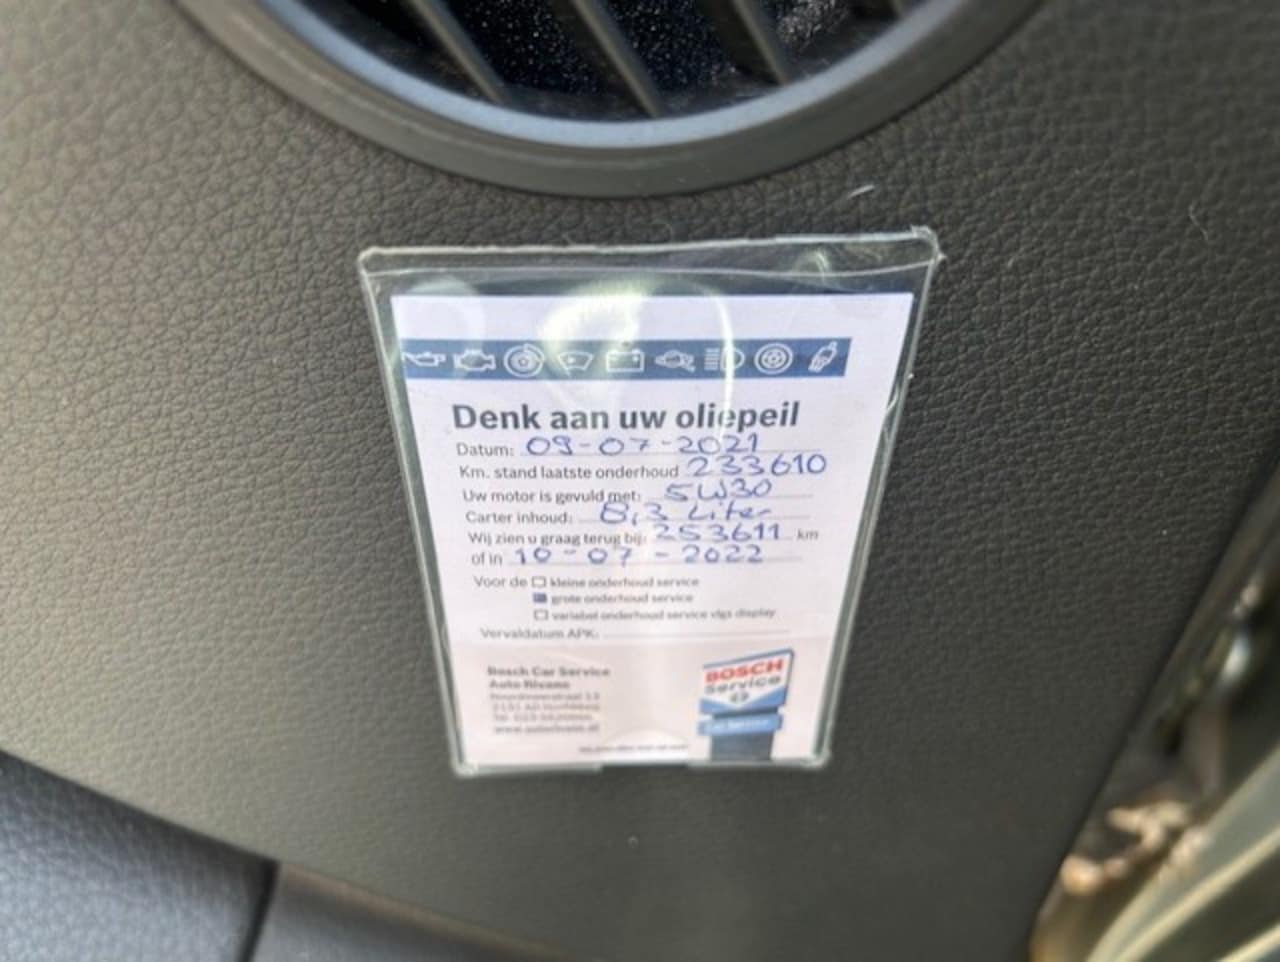 Denk aan uw oliepeil
Datum: 09-07-2021
Km. stand laatste onderhoud 233610
Uw motor is gevuld met: 5W30
Carter inhoud: 8,3 Liter
Wij zien u graag terug bij: 253611 km
of in 10-07-2022
Voor de kleine onderhoud service
grote onderhoud service
variabel onderhoud service vlgs display
Vervaldatum APK:
Bosch Car Service
Auto
BOSCH
Service